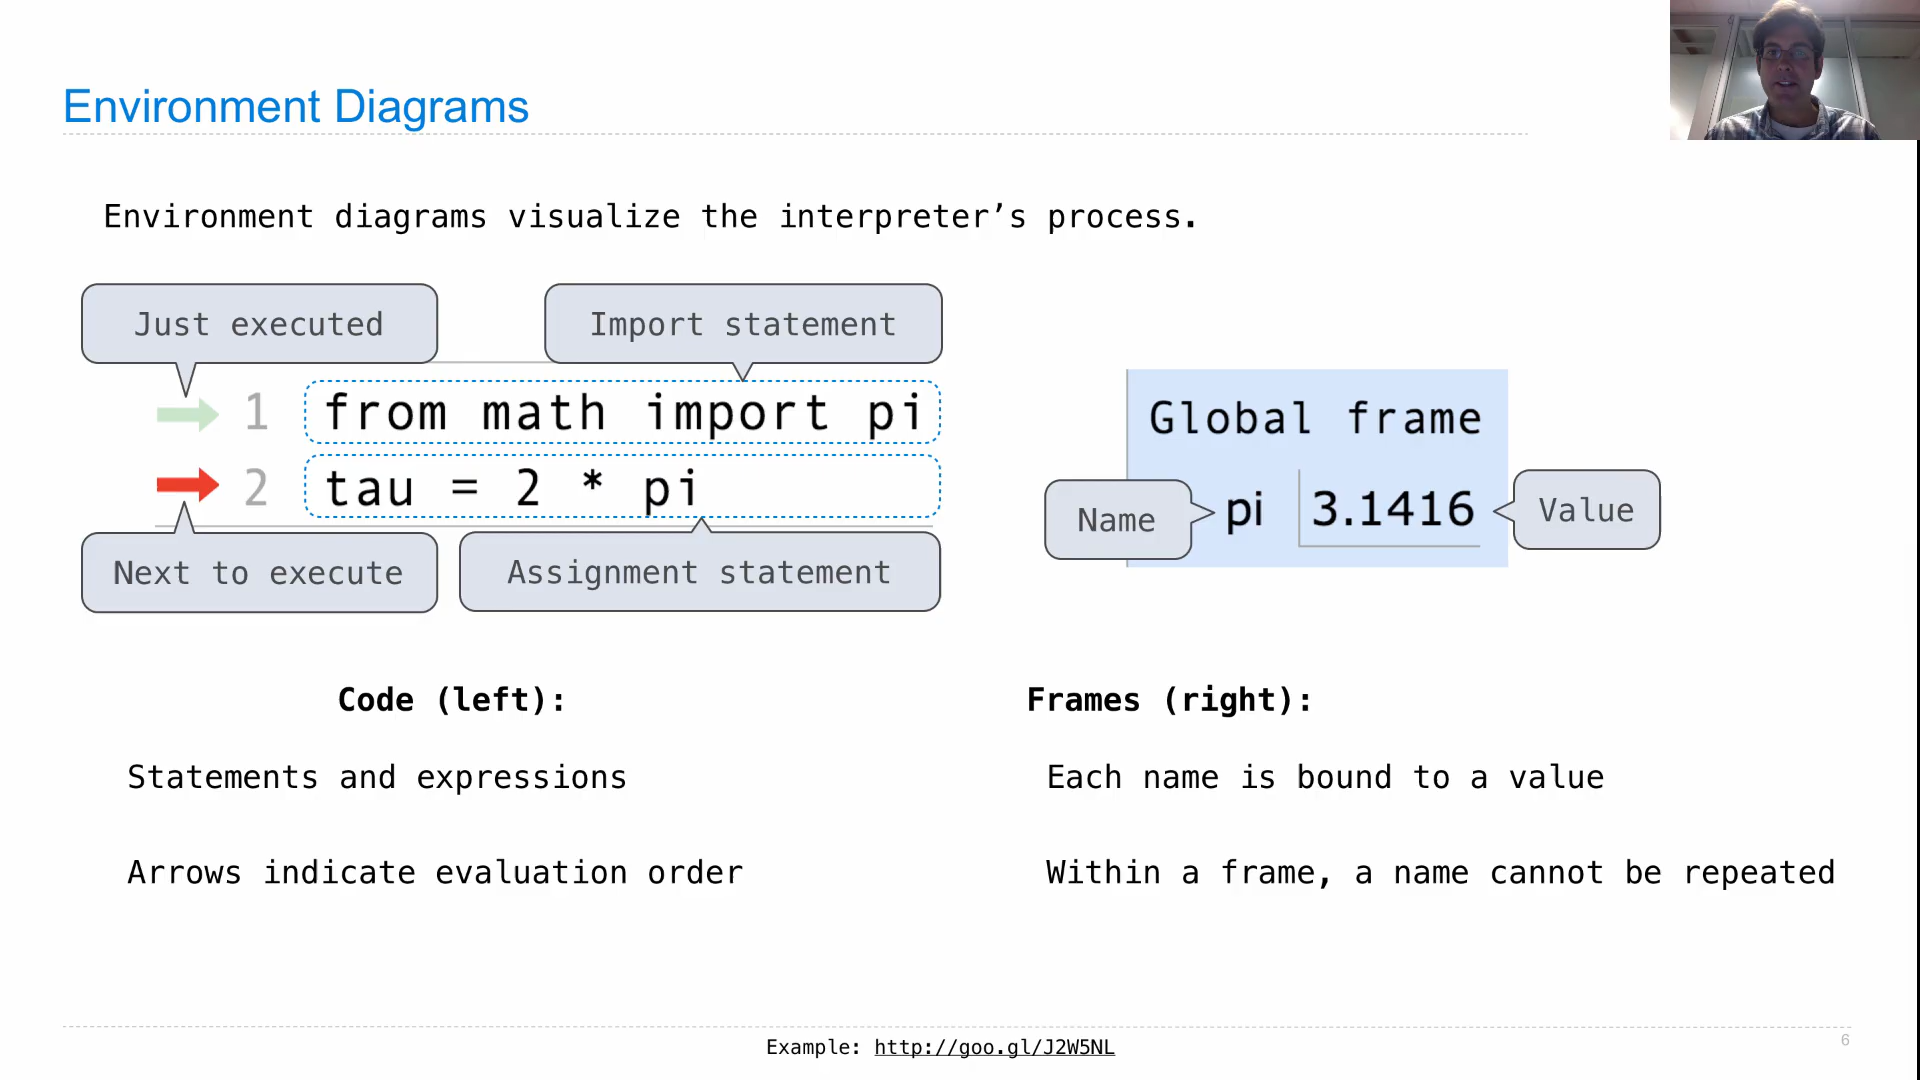 Environment Diagrams
Environment diagrams visualize the interpreter’s process.
Just executed
Import statement
1 from math import pi
2 tau = 2 * pi
Next to execute
Assignment statement
Global frame
Name
pi 3.1416
Value
Code (left):
Statements and expressions
Arrows indicate evaluation order
Frames (right):
Each name is bound to a value
Within a frame, a name cannot be repeated
Example: http://goo.gl/J2W5NL
6